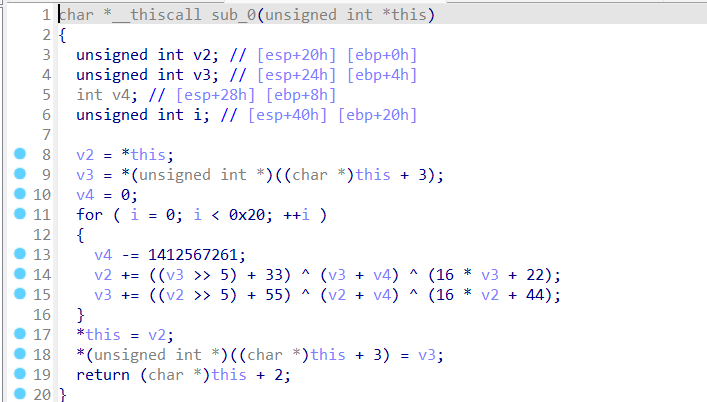 1 char *__thiscall sub_0(unsigned int *this)
2 {
3 unsigned int v2; // [esp+20h] [ebp+0h]
4 unsigned int v3; // [esp+24h] [ebp+4h]
5 int v4; // [esp+28h] [ebp+8h]
6 unsigned int i; // [esp+40h] [ebp+20h]
7
8 v2 = *this;
9 v3 = *(unsigned int *)((char *)this + 3);
10 v4 = 0;
11 for ( i = 0; i < 0x20; ++i )
12 {
13 v4 -= 1412567261;
14 v2 += ((v3 >> 5) + 33) ^ (v3 + v4) ^ (16 * v3 + 22);
15 v3 += ((v2 >> 5) + 55) ^ (v2 + v4) ^ (16 * v2 + 44);
16 }
17 *this = v2;
18 *(unsigned int *)((char *)this + 3) = v3;
19 return (char *)this + 2;
20 }